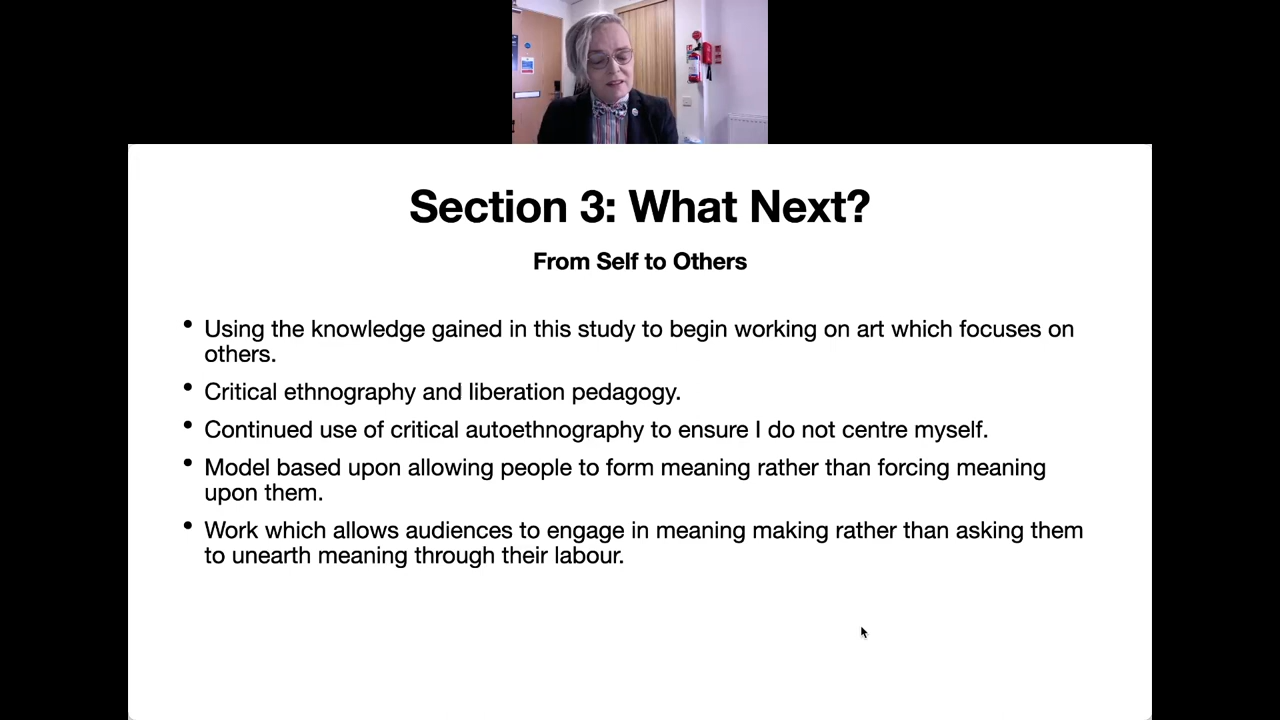 Section 3: What Next?
From Self to Others
• Using the knowledge gained in this study to begin working on art which focuses on
others.
• Critical ethnography and liberation pedagogy.
• Continued use of critical autoethnography to ensure I do not centre myself.
• Model based upon allowing people to form meaning rather than forcing meaning
upon them.
• Work which allows audiences to engage in meaning making rather than asking them
to unearth meaning through their labour.